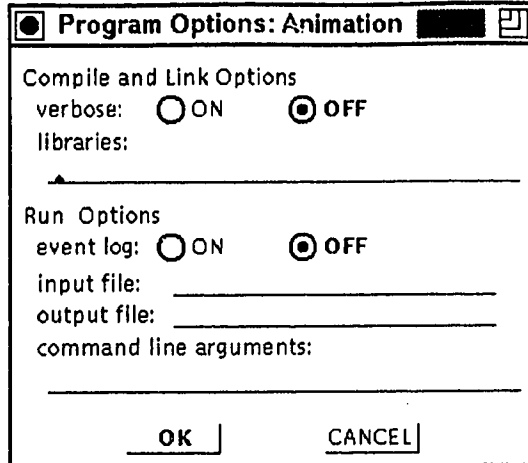 Program Options: Animation
Compile and Link Options
verbose: ON OFF
libraries:
Run Options
event log: ON OFF
input file:
output file:
command line arguments:
OK CANCEL